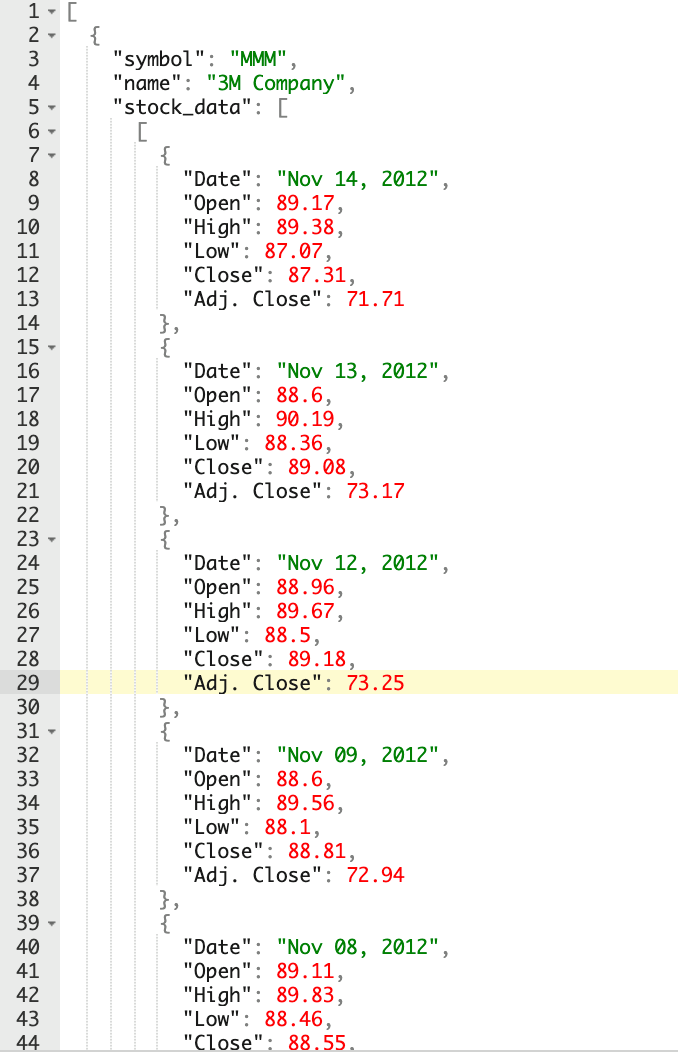 1 [
2 {
3 "symbol": "MMM",
4 "name": "3M Company",
5 "stock_data": [
6 [
7 {
8 "Date": "Nov 14, 2012",
9 "Open": 89.17,
10 "High": 89.38,
11 "Low": 87.07,
12 "Close": 87.31,
13 "Adj. Close": 71.71
14 },
15 {
16 "Date": "Nov 13, 2012",
17 "Open": 88.6,
18 "High": 90.19,
19 "Low": 88.36,
20 "Close": 89.08,
21 "Adj. Close": 73.17
22 },
23 {
24 "Date": "Nov 12, 2012",
25 "Open": 88.96,
26 "High": 89.67,
27 "Low": 88.5,
28 "Close": 89.18,
29 "Adj. Close": 73.25
30 },
31 {
32 "Date": "Nov 09, 2012",
33 "Open": 88.6,
34 "High": 89.56,
35 "Low": 88.1,
36 "Close": 88.81,
37 "Adj. Close": 72.94
38 },
39 {
40 "Date": "Nov 08, 2012",
41 "Open": 89.11,
42 "High": 89.83,
43 "Low": 88.46,
44 "Close": 88.55,